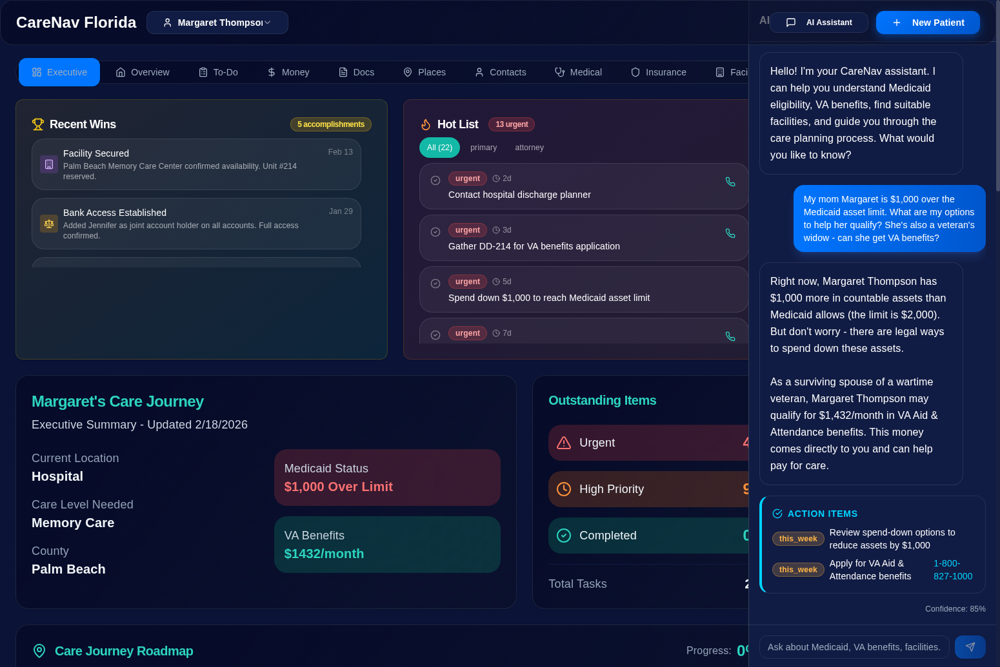 CareNav Florida
Margaret Thompson
AI
AI Assistant
New Patient
Executive
Overview
To-Do
Money
Docs
Places
Contacts
Medical
Insurance
Faci
Recent Wins
5 accomplishments
Facility Secured
Feb 13
Palm Beach Memory Care Center confirmed availability. Unit #214
reserved.
Bank Access Established
Jan 29
Added Jennifer as joint account holder on all accounts. Full access
confirmed.
Hot List
13 urgent
All (22)
primary
attorney
urgent
2d
Contact hospital discharge planner
urgent
3d
Gather DD-214 for VA benefits application
urgent
5d
Spend down $1,000 to reach Medicaid asset limit
urgent
7d
Margaret's Care Journey
Executive Summary - Updated 2/18/2026
Current Location
Hospital
Care Level Needed
Memory Care
County
Palm Beach
Medicaid Status
$1,000 Over Limit
VA Benefits
$1432/month
Outstanding Items
Urgent
4
High Priority
9
Completed
0
Total Tasks
2
Care Journey Roadmap
Progress:
0%
Hello! I'm your CareNav assistant. I
can help you understand Medicaid
eligibility, VA benefits, find suitable
facilities, and guide you through the
care planning process. What would
you like to know?
My mom Margaret is $1,000 over the
Medicaid asset limit. What are my options
to help her qualify? She's also a veteran's
widow - can she get VA benefits?
Right now, Margaret Thompson has
$1,000 more in countable assets than
Medicaid allows (the limit is $2,000).
But don't worry - there are legal ways
to spend down these assets.
As a surviving spouse of a wartime
veteran, Margaret Thompson may
qualify for $1,432/month in VA Aid &
Attendance benefits. This money
comes directly to you and can help
pay for care.
ACTION ITEMS
this_week
Review spend-down options to
reduce assets by $1,000
this_week
Apply for VA Aid &
Attendance benefits
1-800-
827-1000
Confidence: 85%
Ask about Medicaid, VA benefits, facilities.